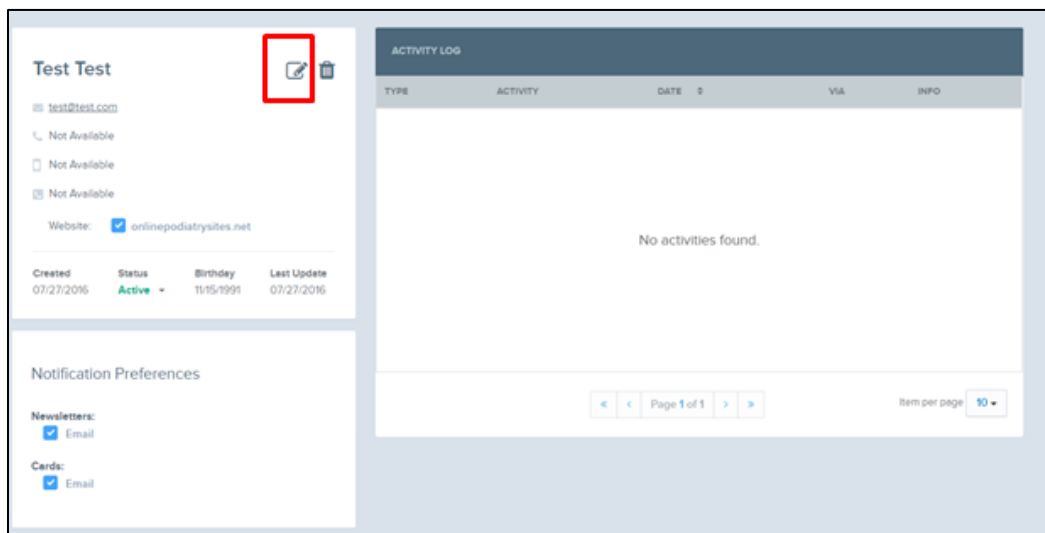 Test Test
test@test.com
Not Available
Not Available
Not Available
Website: onlinepodiatrysites.net
Created Status Birthday Last Update
07/27/2016 Active 11/15/1991 07/27/2016
Notification Preferences
Newsletters:
Email
Cards:
Email
ACTIVITY LOG
TYPE ACTIVITY DATE VIA INFO
No activities found.
« < Page 1 of 1 > »
Item per page 10